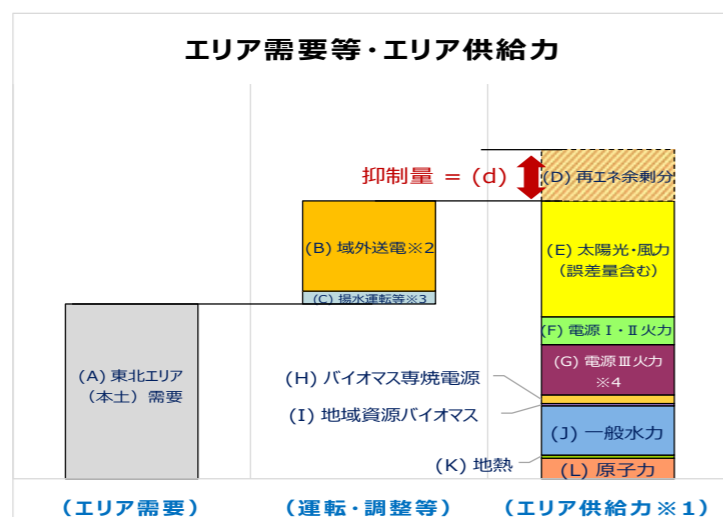 エリア需要等・エリア供給力
抑制量 = (d)
(D) 再エネ余剰分
(B) 域外送電※2
(E) 太陽光・風力
（誤差量含む）
(C) 揚水運転等※3
(F) 電源Ⅰ・Ⅱ火力
(A) 東北エリア
（本土）需要
(G) 電源Ⅲ火力
※4
(H) バイオマス専焼電源
(I) 地域資源バイオマス
(J) 一般水力
(K) 地熱
(L) 原子力
（エリア需要）
（運転・調整等）
（エリア供給力※１）